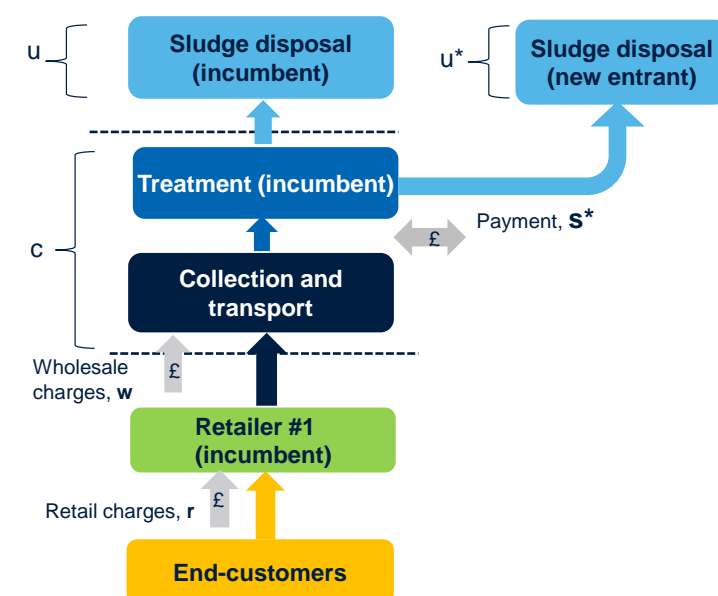 u
Sludge disposal
(incumbent)
u*
Sludge disposal
(new entrant)
Treatment (incumbent)
Payment, s*
£
c
Collection and
transport
Wholesale
charges, w
£
Retailer #1
(incumbent)
Retail charges, r
£
End-customers